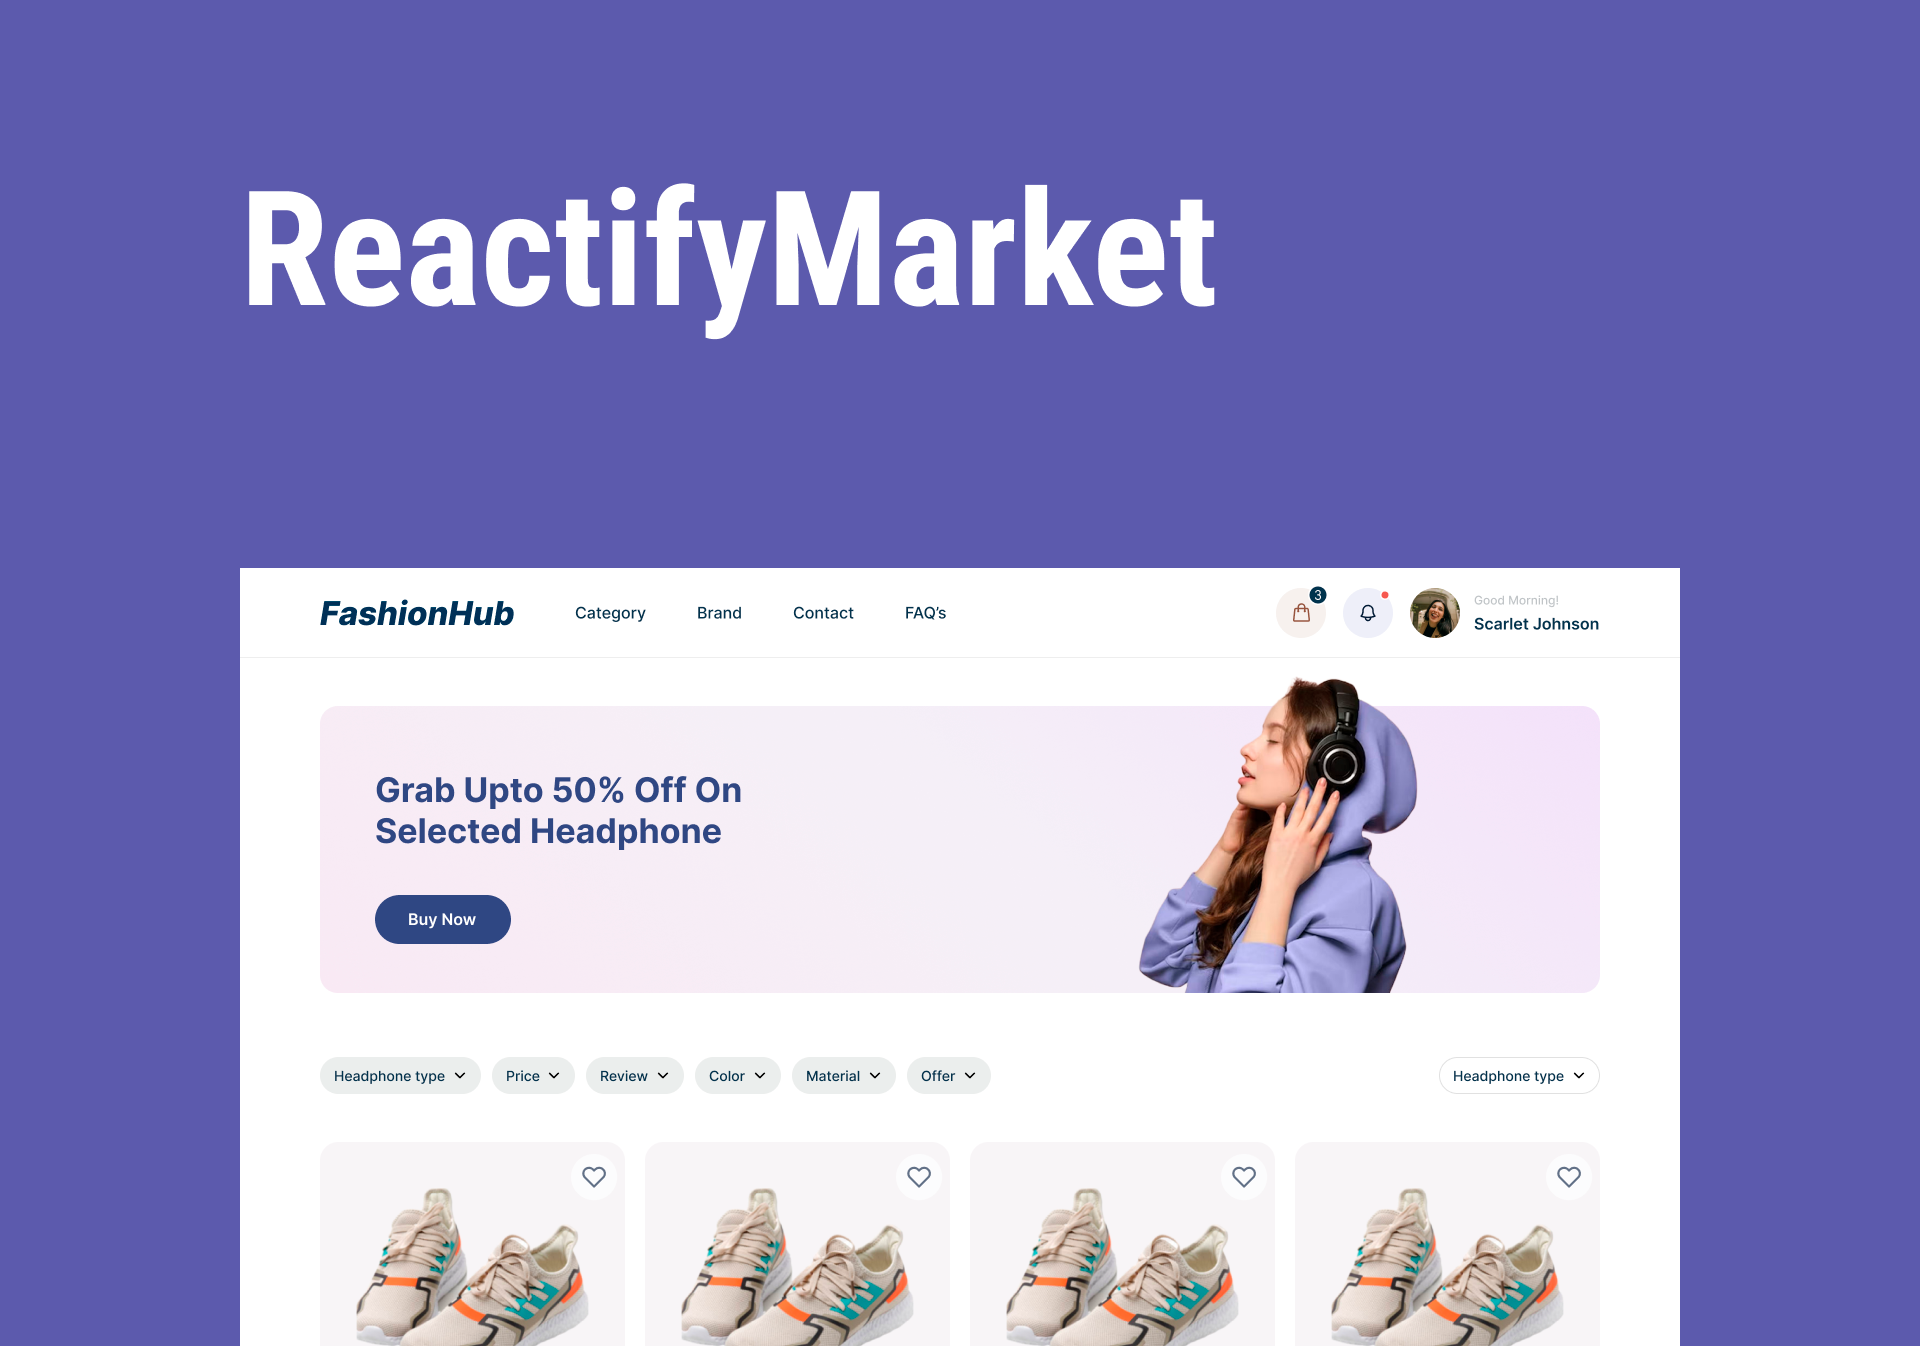 ReactifyMarket
FashionHub
Category
Brand
Contact
FAQ's
3
Good Morning!
Scarlet Johnson
Grab Upto 50% Off On
Selected Headphone
Buy Now
Headphone type
Price
Review
Color
Material
Offer
Headphone type